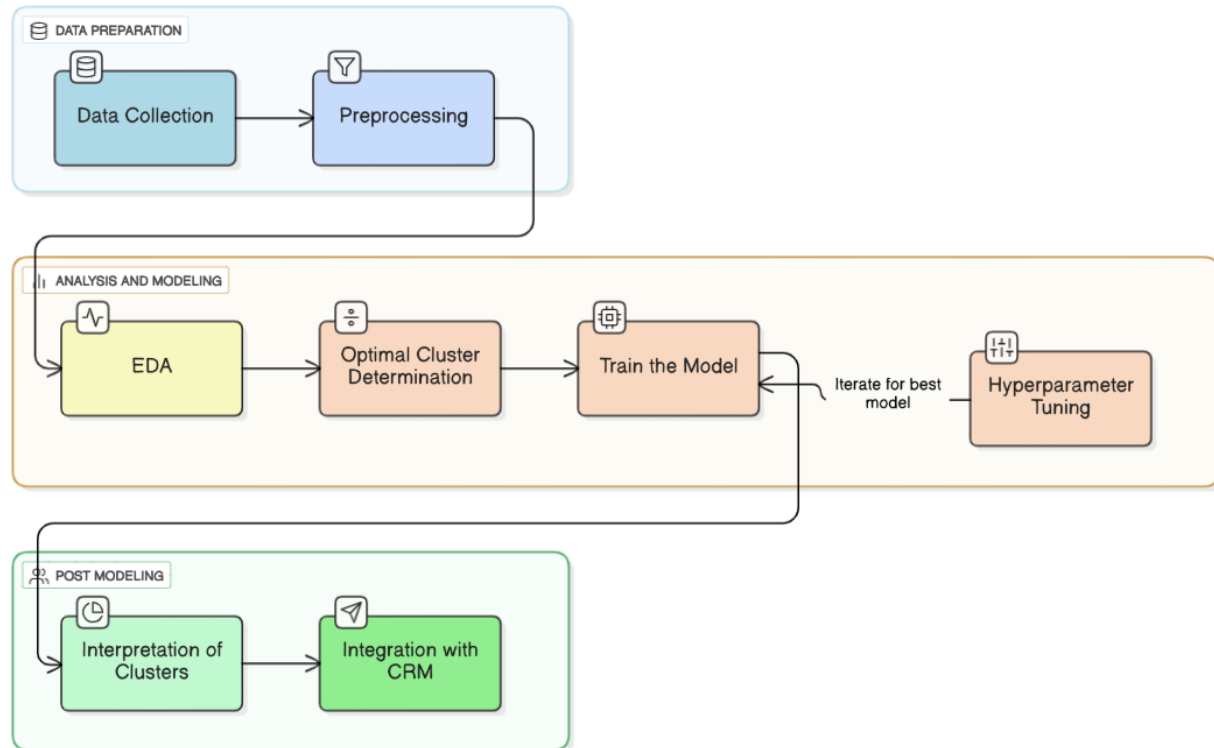 DATA PREPARATION
Data Collection
Preprocessing
ANALYSIS AND MODELING
EDA
Optimal Cluster
Determination
Train the Model
Iterate for best
model
Hyperparameter
Tuning
POST MODELING
Interpretation of
Clusters
Integration with
CRM